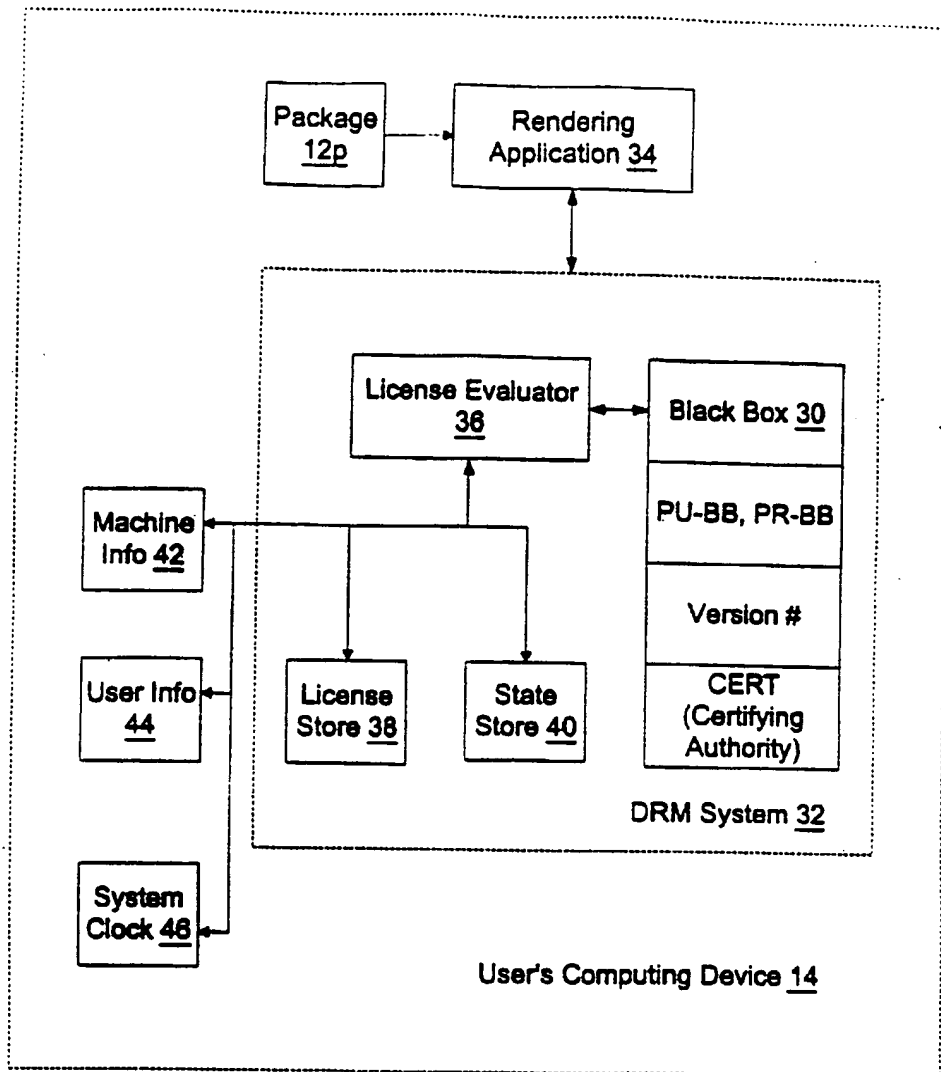 Package
12p
Rendering
Application 34
License Evaluator
36
Black Box 30
PU-BB, PR-BB
Version #
CERT
(Certifying
Authority)
Machine
Info 42
User Info
44
License
Store 38
State
Store 40
DRM System 32
System
Clock 46
User's Computing Device 14